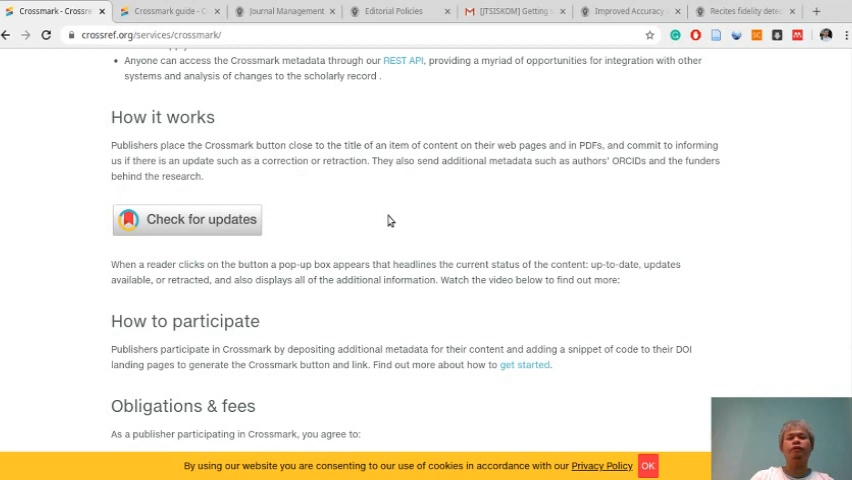 Crossmark - Crossre
Crossmark guide - C
Journal Management
Editorial Policies
[JTSISKOM] Getting s
Improved Accuracy a
Recites fidelity detec
crossref.org/services/crossmark/
Anyone can access the Crossmark metadata through our REST API, providing a myriad of opportunities for integration with other
systems and analysis of changes to the scholarly record .
How it works
Publishers place the Crossmark button close to the title of an item of content on their web pages and in PDFs, and commit to informing
us if there is an update such as a correction or retraction. They also send additional metadata such as authors' ORCIDs and the funders
behind the research.
Check for updates
When a reader clicks on the button a pop-up box appears that headlines the current status of the content: up-to-date, updates
available, or retracted, and also displays all of the additional information. Watch the video below to find out more:
How to participate
Publishers participate in Crossmark by depositing additional metadata for their content and adding a snippet of code to their DOI
landing pages to generate the Crossmark button and link. Find out more about how to get started.
Obligations & fees
As a publisher participating in Crossmark, you agree to:
By using our website you are consenting to our use of cookies in accordance with our Privacy Policy OK